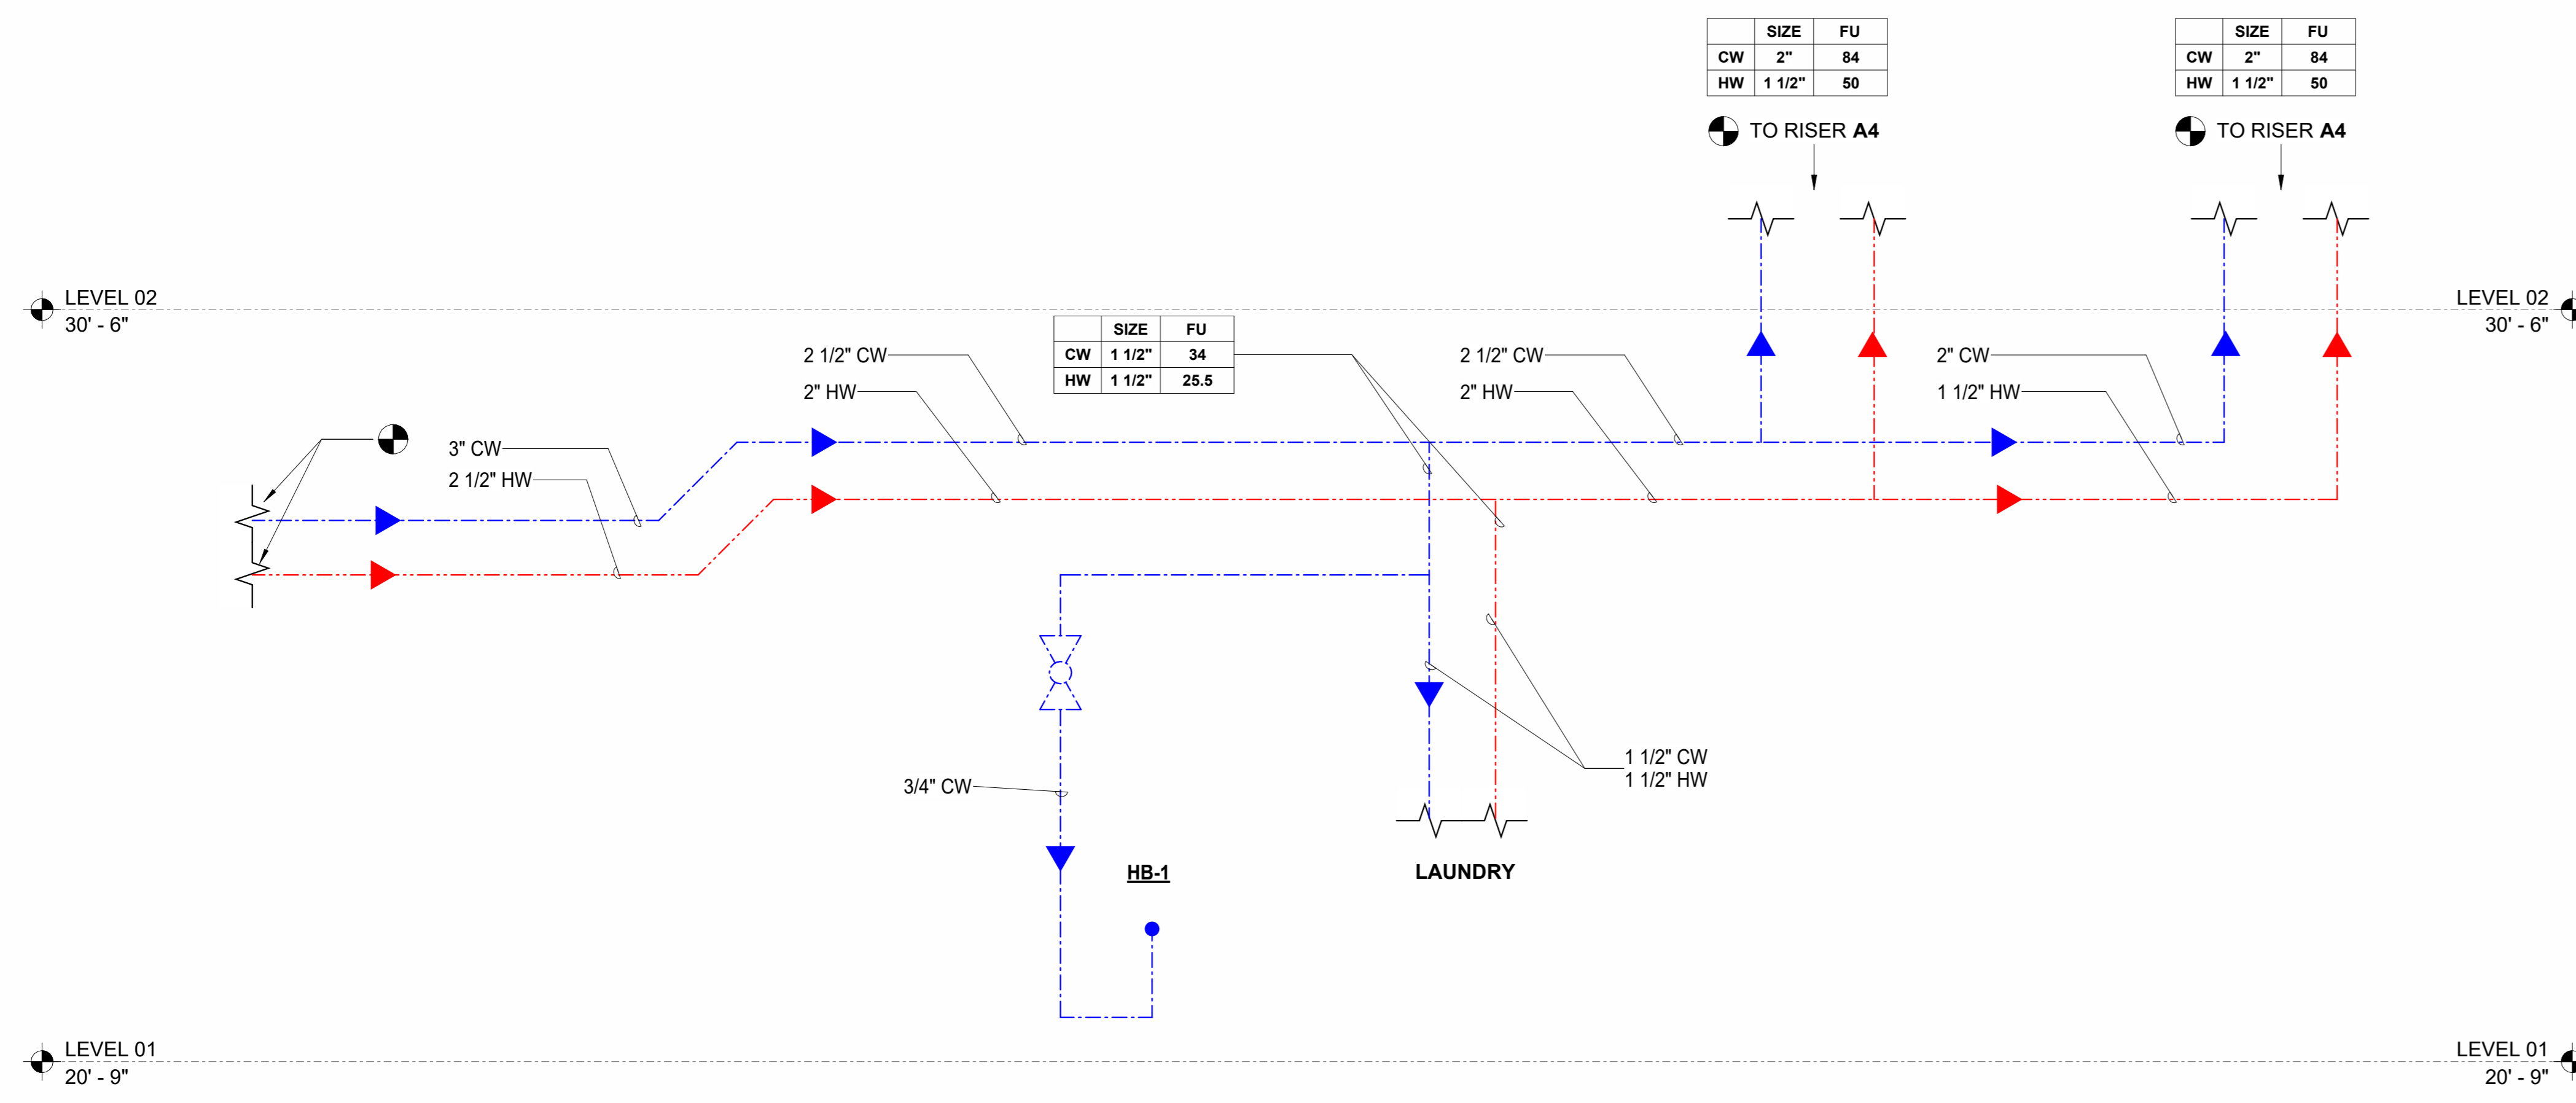 SIZE FU
CW 2" 84
HW 1 1/2" 50
SIZE FU
CW 2" 84
HW 1 1/2" 50
TO RISER A4
TO RISER A4
LEVEL 02
30' - 6"
LEVEL 02
30' - 6"
SIZE FU
CW 1 1/2" 34
HW 1 1/2" 25.5
2 1/2" CW
2" HW
2 1/2" CW
2" HW
2" CW
1 1/2" HW
3" CW
2 1/2" HW
1 1/2" CW
1 1/2" HW
3/4" CW
HB-1
LAUNDRY
LEVEL 01
20' - 9"
LEVEL 01
20' - 9"